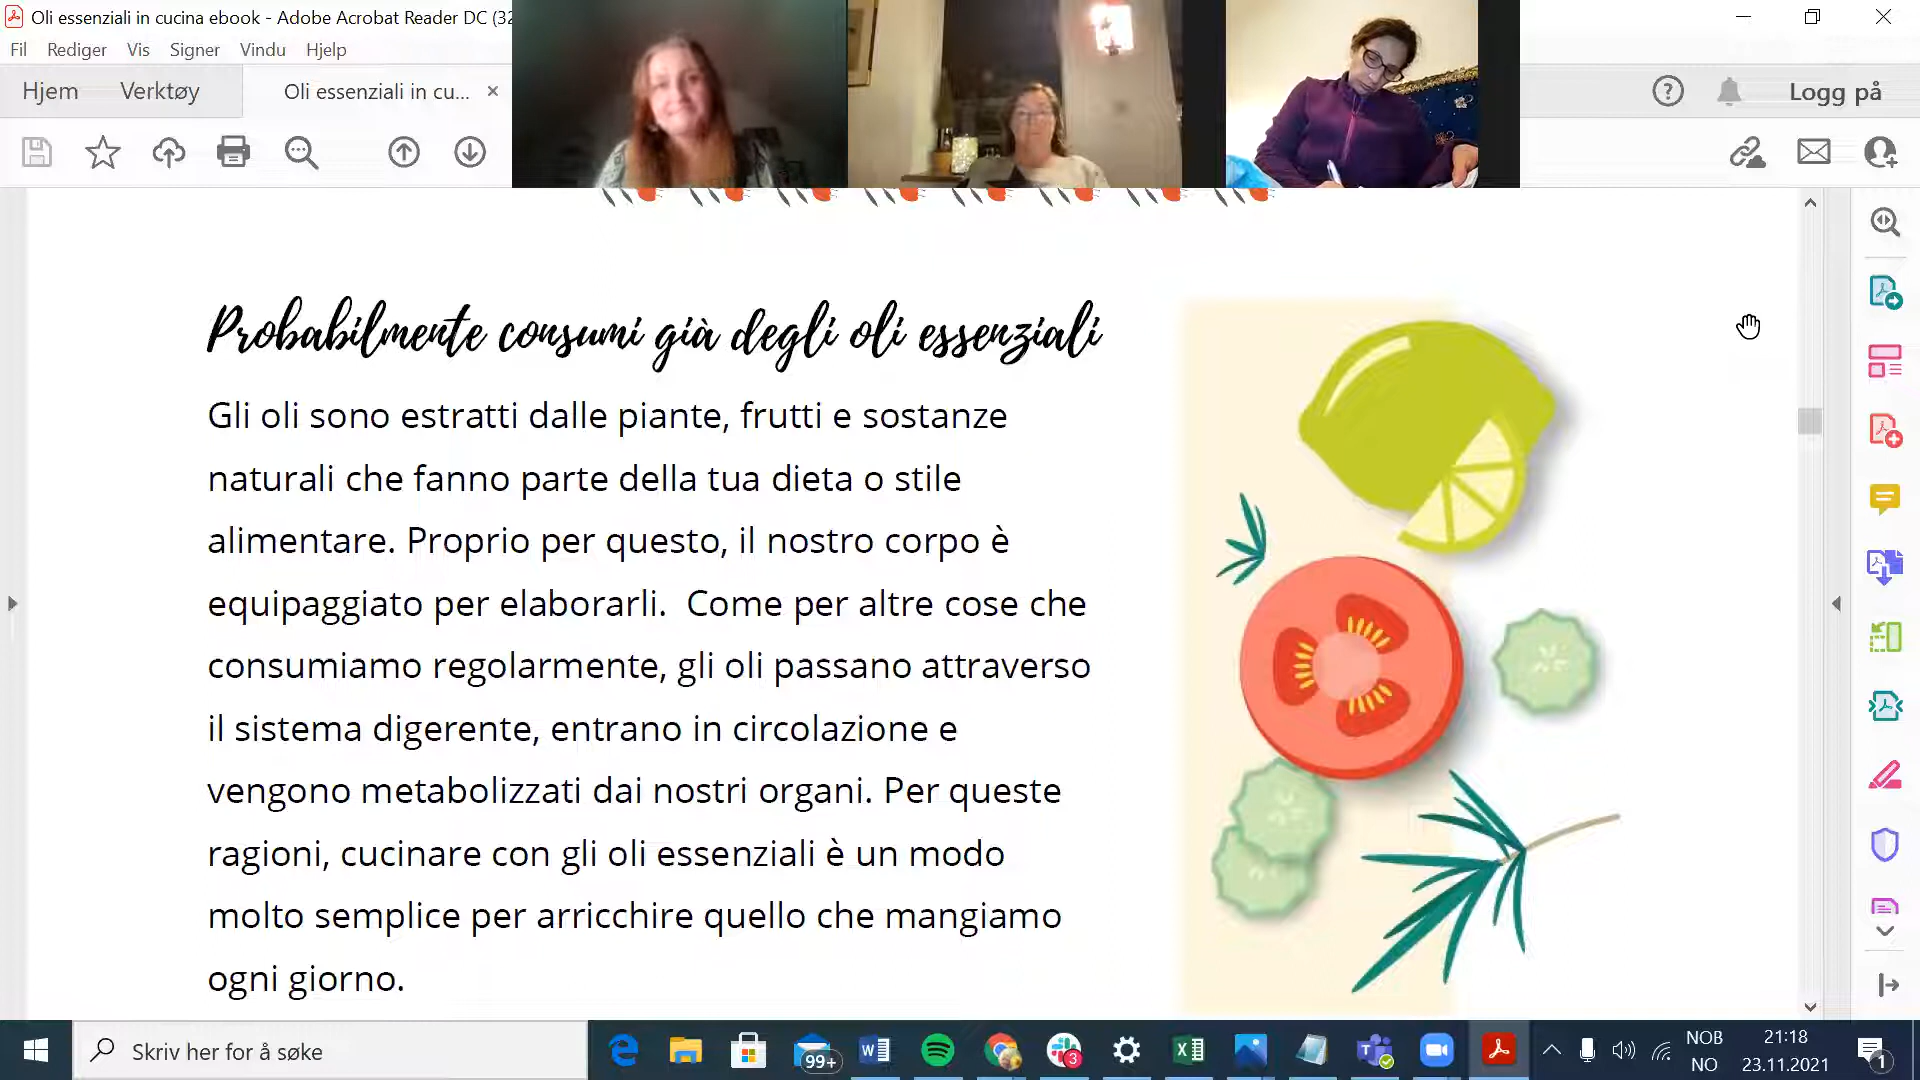 Oli essenziali in cucina ebook - Adobe Acrobat Reader DC (32
Fil Rediger Vis Signer Vindu Hjelp
Hjem Verktøy Oli essenziali in cu... ×
Logg på
Probabilmente consumi già degli oli essenziali
Gli oli sono estratti dalle piante, frutti e sostanze
naturali che fanno parte della tua dieta o stile
alimentare. Proprio per questo, il nostro corpo è
equipaggiato per elaborarli. Come per altre cose che
consumiamo regolarmente, gli oli passano attraverso
il sistema digerente, entrano in circolazione e
vengono metabolizzati dai nostri organi. Per queste
ragioni, cucinare con gli oli essenziali è un modo
molto semplice per arricchire quello che mangiamo
ogni giorno.
Skriv her for å søke
99+
3
NOB
NO
21:18
23.11.2021
1